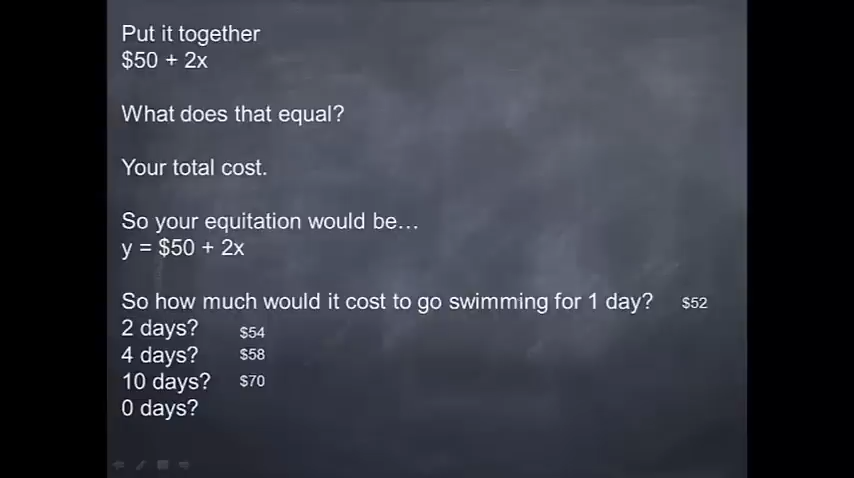 Put it together
$50 + 2x
What does that equal?
Your total cost.
So your equitation would be…
y = $50 + 2x
So how much would it cost to go swimming for 1 day? $52
2 days? $54
4 days? $58
10 days? $70
0 days?